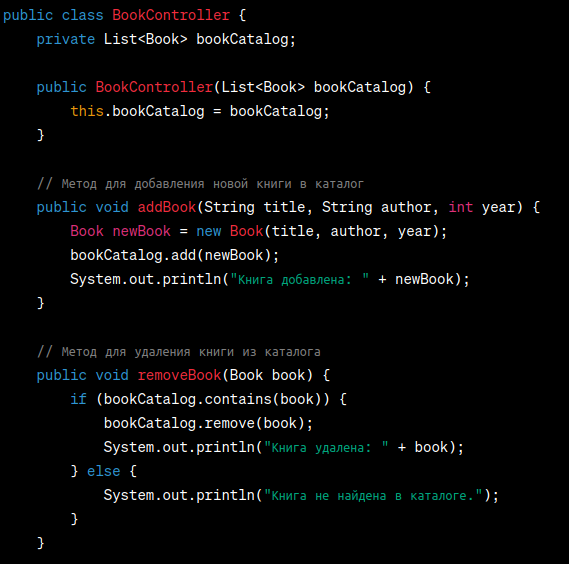 public class BookController {
    private List<Book> bookCatalog;

    public BookController(List<Book> bookCatalog) {
        this.bookCatalog = bookCatalog;
    }

    // Метод для добавления новой книги в каталог
    public void addBook(String title, String author, int year) {
        Book newBook = new Book(title, author, year);
        bookCatalog.add(newBook);
        System.out.println("Книга добавлена: " + newBook);
    }

    // Метод для удаления книги из каталога
    public void removeBook(Book book) {
        if (bookCatalog.contains(book)) {
            bookCatalog.remove(book);
            System.out.println("Книга удалена: " + book);
        } else {
            System.out.println("Книга не найдена в каталоге.");
        }
    }